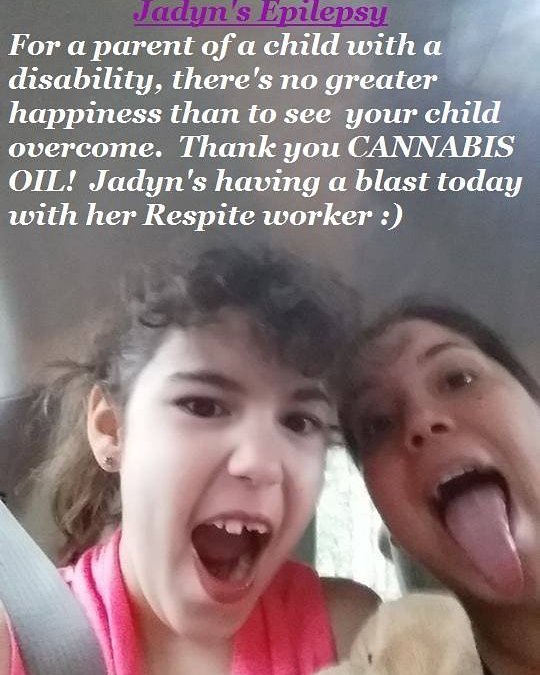 Jadyn's Epilepsy
For a parent of a child with a
disability, there's no greater
happiness than to see  your child
overcome.  Thank you CANNABIS
OIL!  Jadyn's having a blast today
with her Respite worker :)